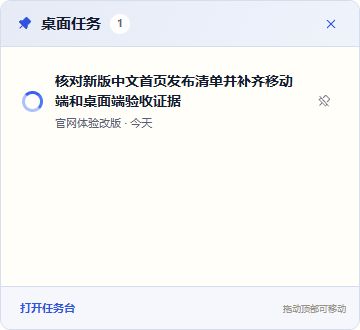 桌面任务 1
核对新版中文首页发布清单并补齐移动
端和桌面端验收证据
官网体验改版 · 今天
打开任务台
拖动顶部可移动